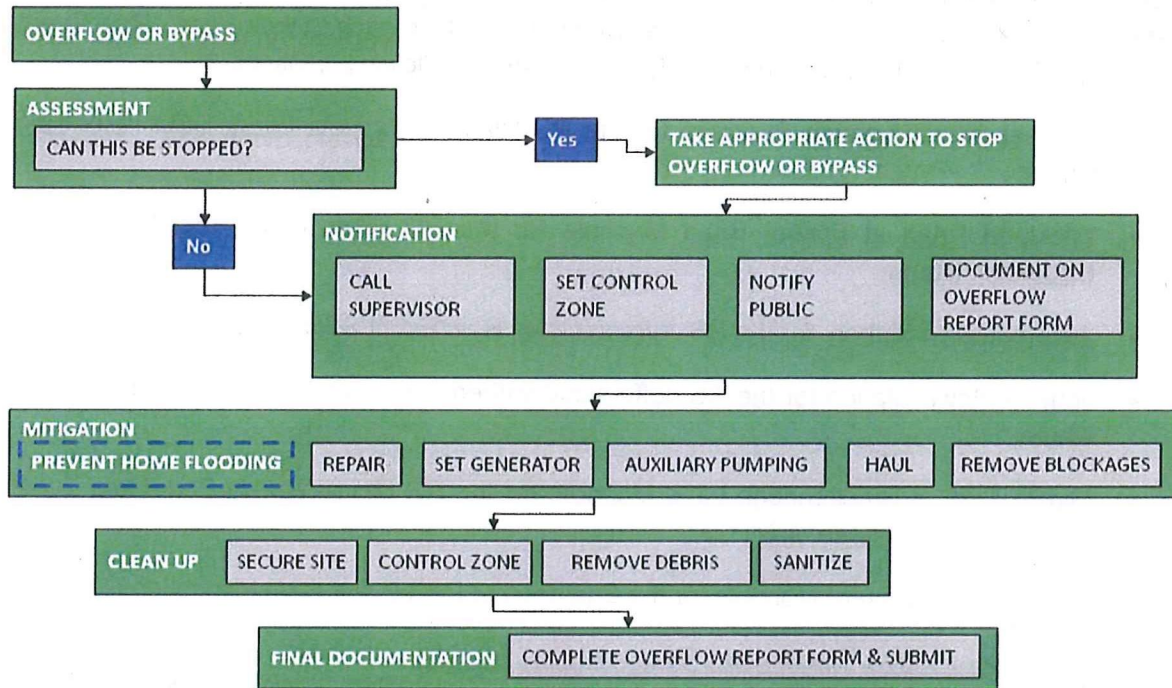 OVERFLOW OR BYPASS
ASSESSMENT
CAN THIS BE STOPPED?
Yes
TAKE APPROPRIATE ACTION TO STOP
OVERFLOW OR BYPASS
No
NOTIFICATION
CALL
SUPERVISOR
SET CONTROL
ZONE
NOTIFY
PUBLIC
DOCUMENT ON
OVERFLOW
REPORT FORM
MITIGATION
PREVENT HOME FLOODING
REPAIR
SET GENERATOR
AUXILIARY PUMPING
HAUL
REMOVE BLOCKAGES
CLEAN UP
SECURE SITE
CONTROL ZONE
REMOVE DEBRIS
SANITIZE
FINAL DOCUMENTATION
COMPLETE OVERFLOW REPORT FORM & SUBMIT